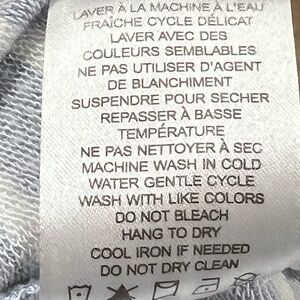 LAVER À LA MACHINE À L'EAU
FRAÎCHE CYCLE DÉLICAT
LAVER AVEC DES
COULEURS SEMBLABLES
NE PAS UTILISER D'AGENT
DE BLANCHIMENT
SUSPENDRE POUR SECHER
REPASSER À BASSE
TEMPÉRATURE
NE PAS NETTOYER À SEC
MACHINE WASH IN COLD
WATER GENTLE CYCLE
WASH WITH LIKE COLORS
DO NOT BLEACH
HANG TO DRY
COOL IRON IF NEEDED
DO NOT DRY CLEAN